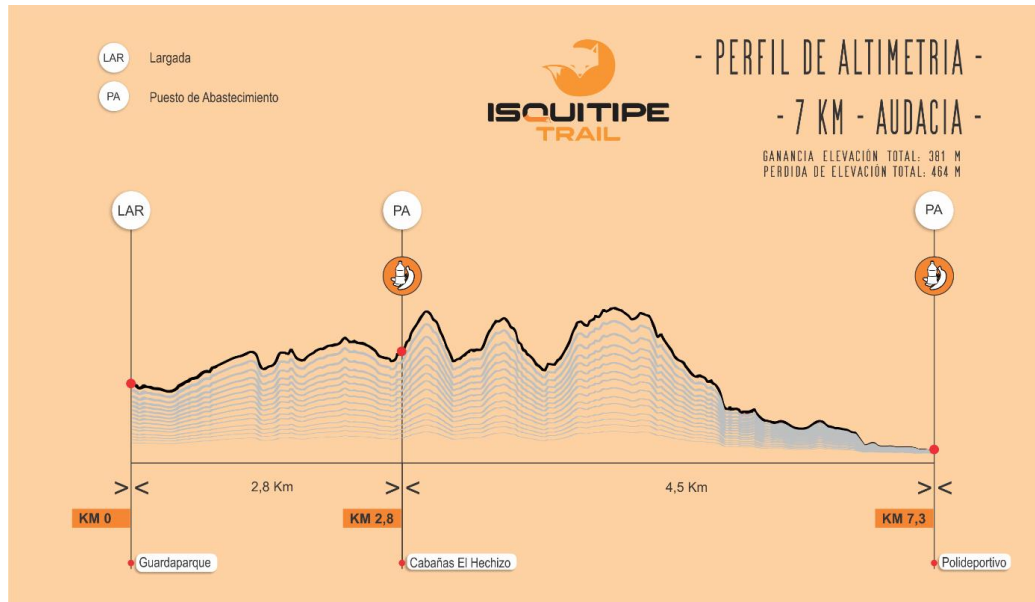 LAR Largada
PA Puesto de Abastecimiento
ISQUITIPE
TRAIL
- PERFIL DE ALTIMETRIA -
- 7 KM - AUDACIA -
GANANCIA ELEVACIÓN TOTAL: 381 M
PERDIDA DE ELEVACIÓN TOTAL: 464 M
LAR PA PA
>< 2,8 Km >< 4,5 Km ><
KM 0 KM 2,8 KM 7,3
Guardaparque Cabañas El Hechizo Polideportivo